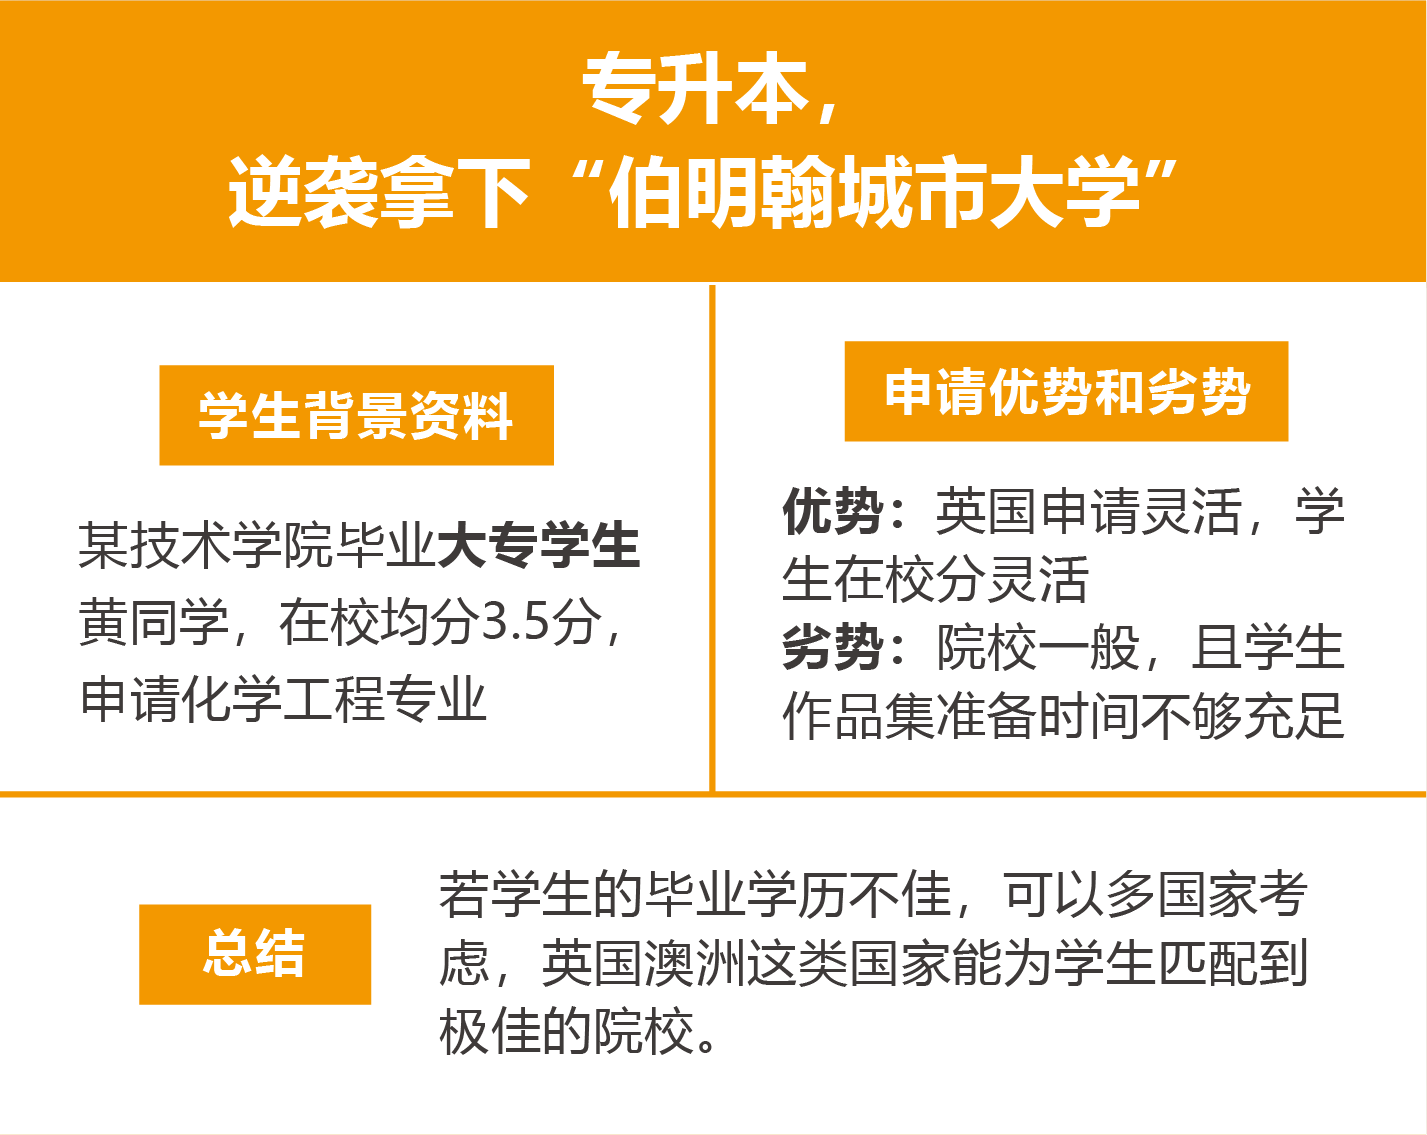 专升本，
逆袭拿下“伯明翰城市大学”
学生背景资料
某技术学院毕业大专学生
黄同学，在校均分3.5分，
申请化学工程专业
申请优势和劣势
优势：英国申请灵活，学
生在校分灵活
劣势：院校一般，且学生
作品集准备时间不够充足
总结
若学生的毕业学历不佳，可以多国家考
虑，英国澳洲这类国家能为学生匹配到
极佳的院校。